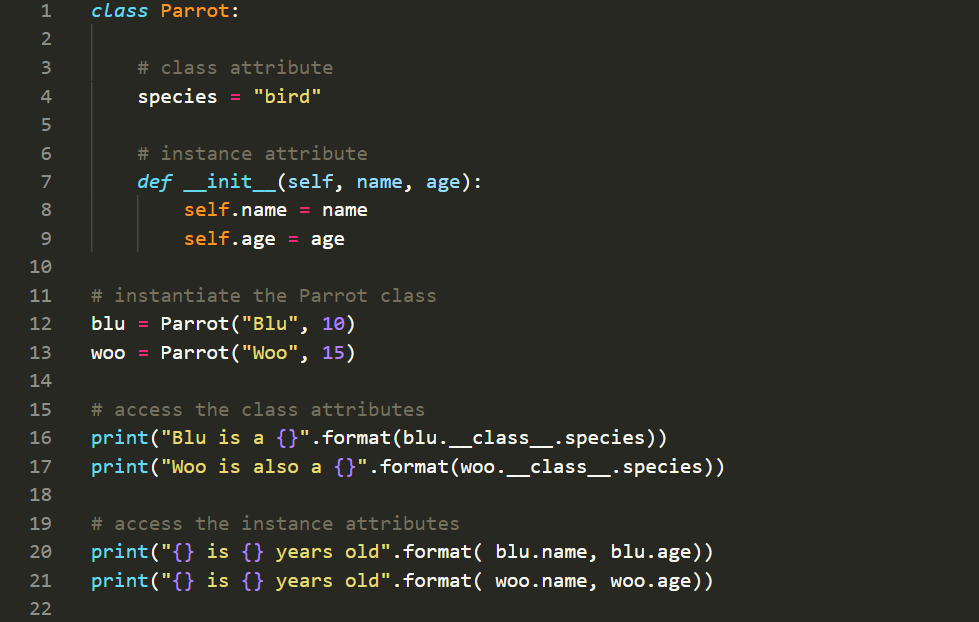 1 class Parrot:
2
3     # class attribute
4     species = "bird"
5
6     # instance attribute
7     def __init__(self, name, age):
8         self.name = name
9         self.age = age
10
11 # instantiate the Parrot class
12 blu = Parrot("Blu", 10)
13 woo = Parrot("Woo", 15)
14
15 # access the class attributes
16 print("Blu is a {}".format(blu.__class__.species))
17 print("Woo is also a {}".format(woo.__class__.species))
18
19 # access the instance attributes
20 print("{} is {} years old".format( blu.name, blu.age))
21 print("{} is {} years old".format( woo.name, woo.age))
22